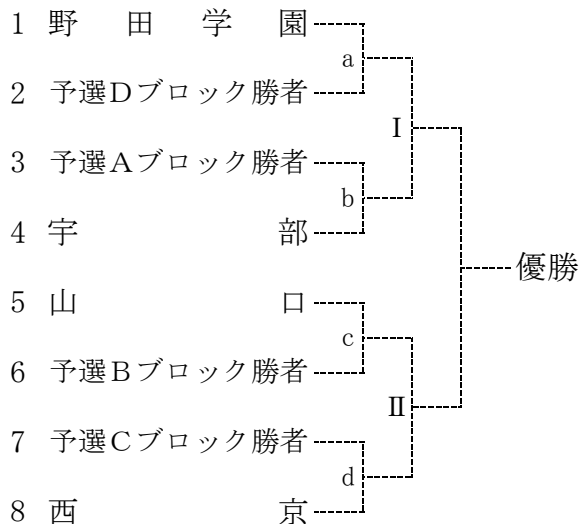 1 野田学園
a
2 予選Dブロック勝者
I
3 予選Aブロック勝者
b
4 宇部
優勝
5 山口
c
6 予選Bブロック勝者
II
7 予選Cブロック勝者
d
8 西京